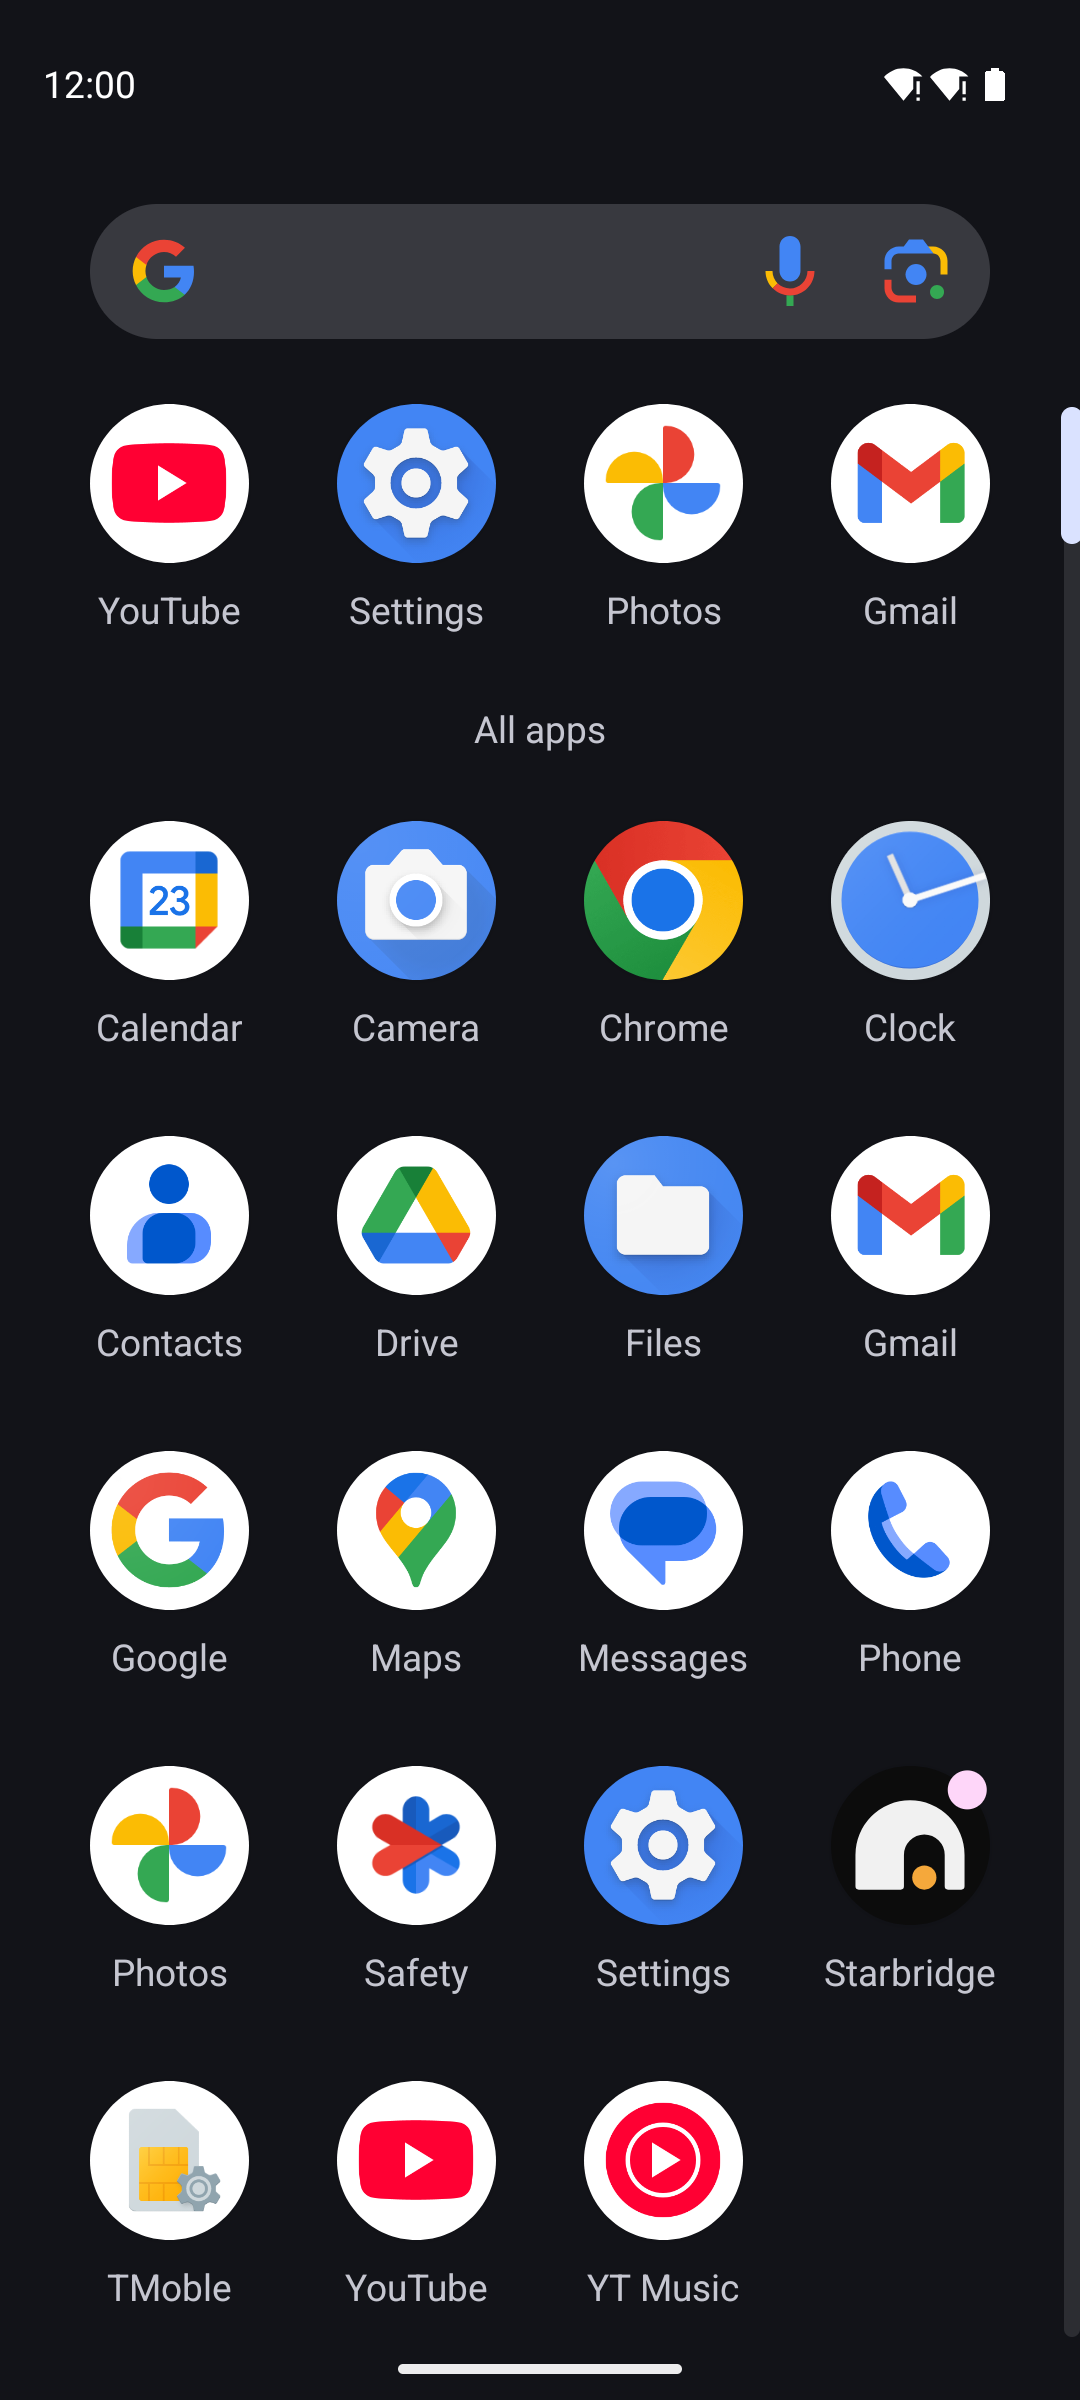 12:00
YouTube Settings Photos Gmail
All apps
23
Calendar Camera Chrome Clock
Contacts Drive Files Gmail
Google Maps Messages Phone
Photos Safety Settings Starbridge
TMoble YouTube YT Music